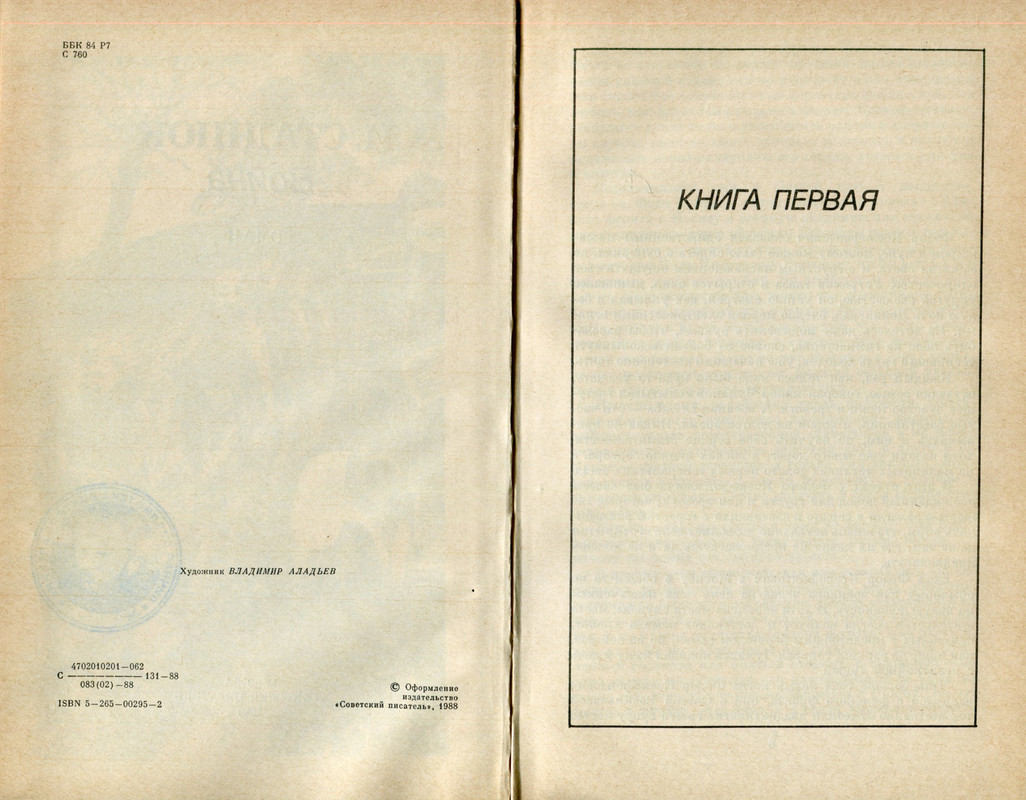 ББК 84 Р7
С 760
Художник ВЛАДИМИР АЛАДЬЕВ
4702010201—062
С ——————— 131—88
083(02)—88
ISBN 5—265—00295—2
© Оформление
издательство
«Советский писатель», 1988
КНИГА ПЕРВАЯ